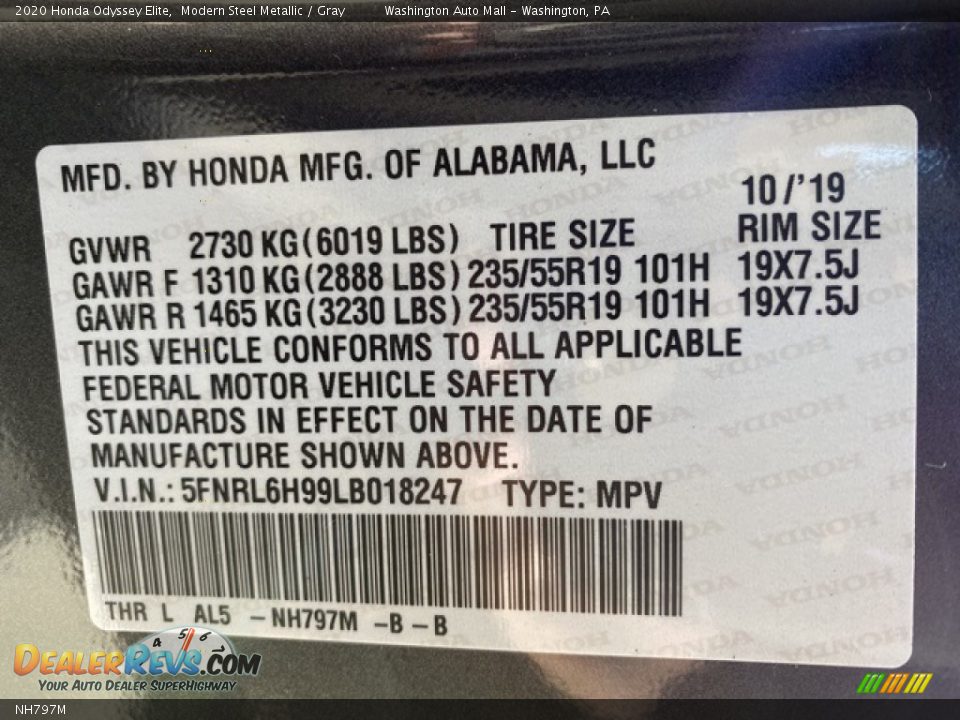 2020 Honda Odyssey Elite, Modern Steel Metallic / Gray Washington Auto Mall - Washington, PA
MFD. BY HONDA MFG. OF ALABAMA, LLC
10/'19
GVWR 2730 KG(6019 LBS) TIRE SIZE RIM SIZE
GAWR F 1310 KG(2888 LBS) 235/55R19 101H 19X7.5J
GAWR R 1465 KG(3230 LBS) 235/55R19 101H 19X7.5J
THIS VEHICLE CONFORMS TO ALL APPLICABLE
FEDERAL MOTOR VEHICLE SAFETY
STANDARDS IN EFFECT ON THE DATE OF
MANUFACTURE SHOWN ABOVE.
V.I.N.: 5FNRL6H99LB018247 TYPE: MPV
THR L AL5 -NH797M -B-B
4 5 6
DEALERREVS.COM
YOUR AUTO DEALER SUPERHIGHWAY
NH797M